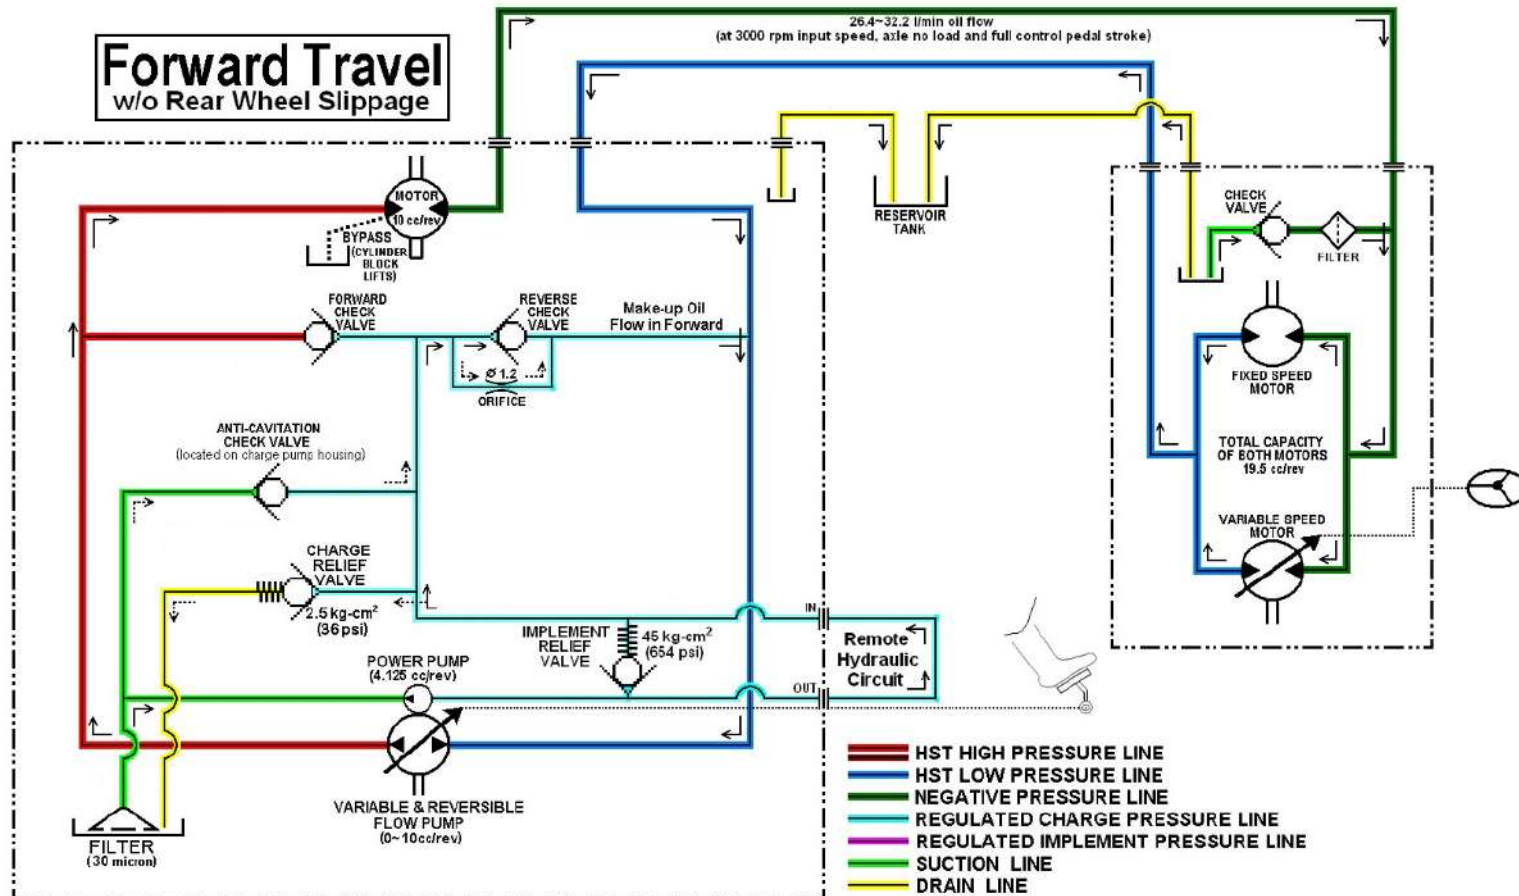 26.4~32.2 l/min oil flow
(at 3000 rpm input speed, axle no load and full control pedal stroke)
Forward Travel
w/o Rear Wheel Slippage
MOTOR
10 cc/rev
BYPASS
(CYLINDER
BLOCK
LIFTS)
RESERVOIR
TANK
CHECK
VALVE
FILTER
FORWARD
CHECK
VALVE
REVERSE
CHECK
VALVE
Make-up Oil
Flow in Forward
Ø 1.2
ORIFICE
FIXED SPEED
MOTOR
ANTI-CAVITATION
CHECK VALVE
(located on charge pump housing)
TOTAL CAPACITY
OF BOTH MOTORS
19.5 cc/rev
VARIABLE SPEED
MOTOR
CHARGE
RELIEF
VALVE
2.5 kg-cm²
(36 psi)
IN
IMPLEMENT
RELIEF
VALVE
45 kg-cm²
(654 psi)
Remote
Hydraulic
Circuit
POWER PUMP
(4.125 cc/rev)
OUT
VARIABLE & REVERSIBLE
FLOW PUMP
(0~10cc/rev)
FILTER
(30 micron)
HST HIGH PRESSURE LINE
HST LOW PRESSURE LINE
NEGATIVE PRESSURE LINE
REGULATED CHARGE PRESSURE LINE
REGULATED IMPLEMENT PRESSURE LINE
SUCTION LINE
DRAIN LINE